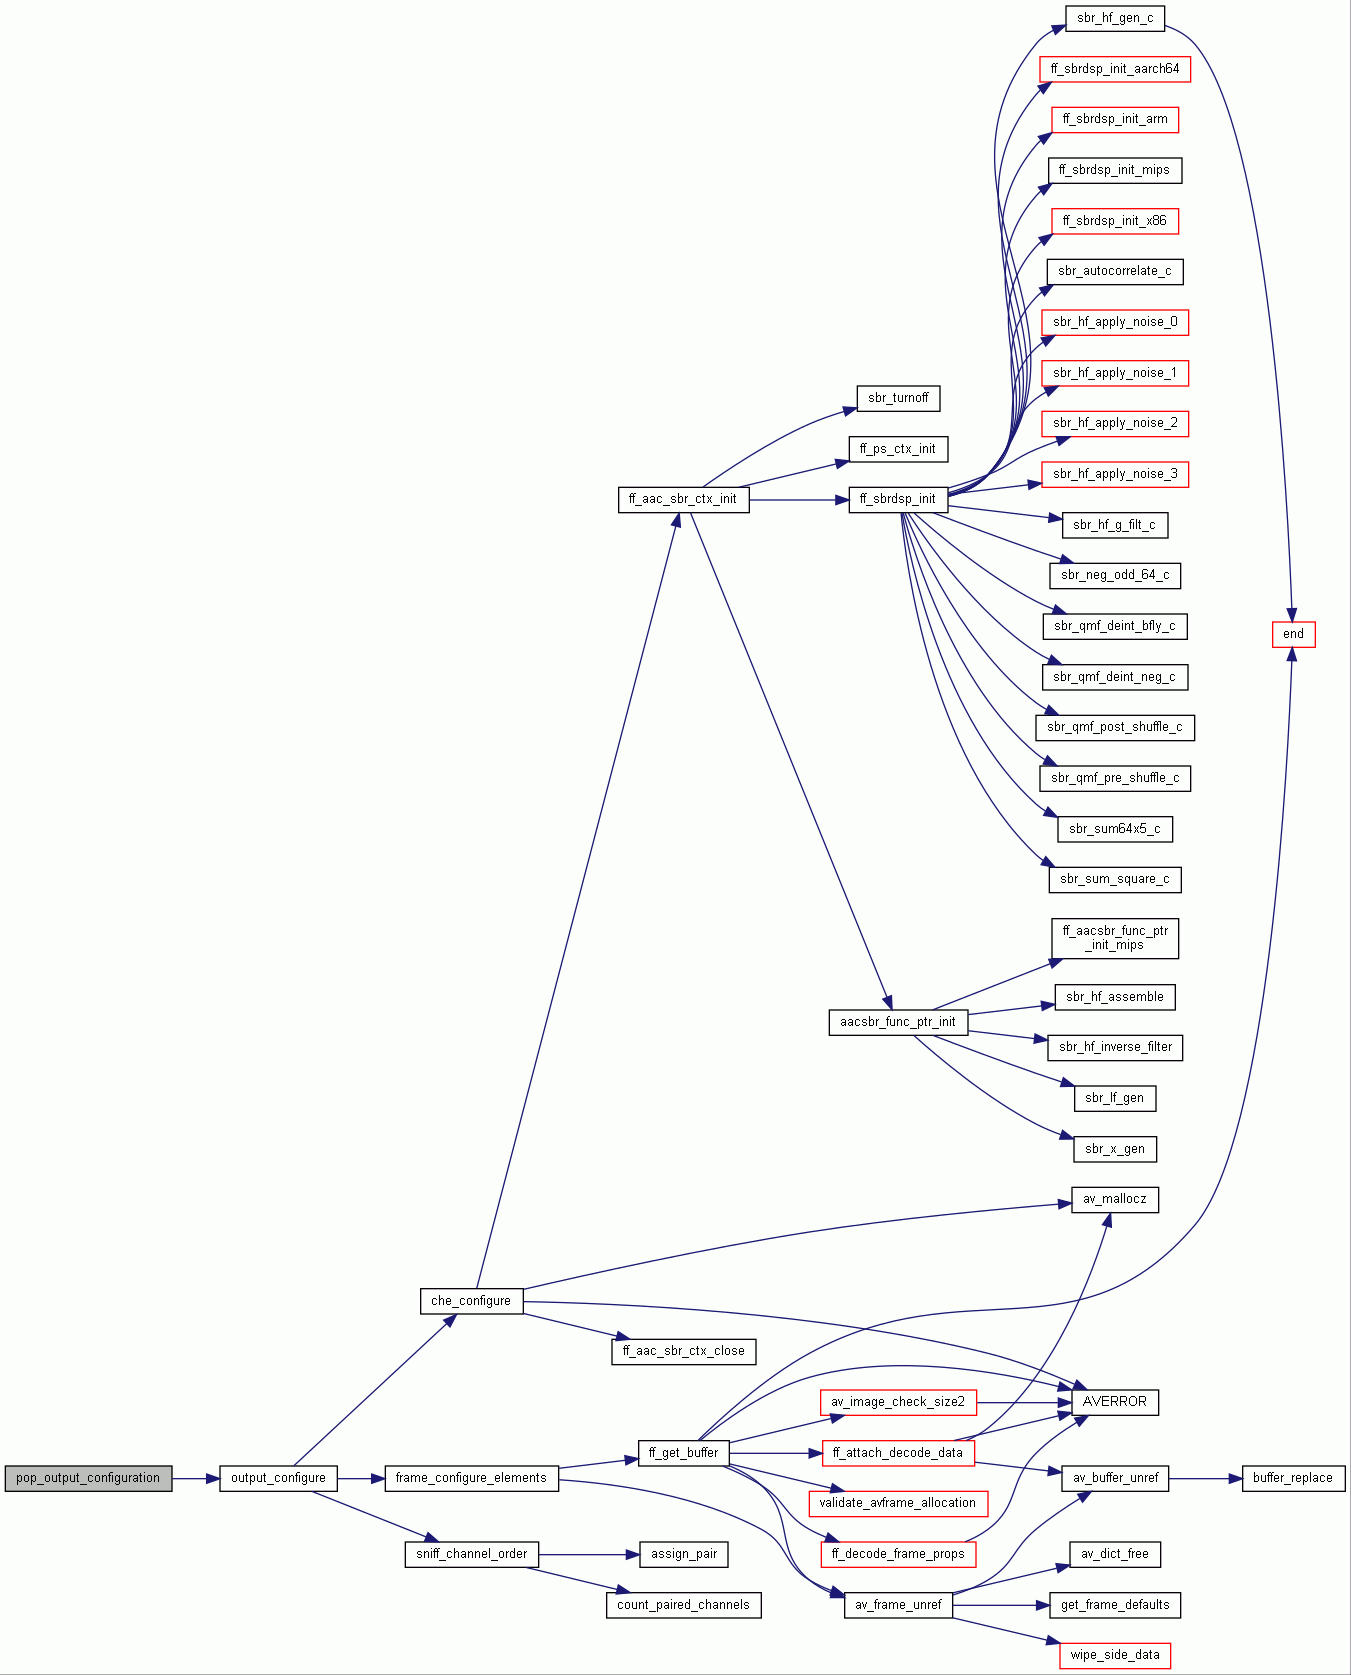 sbr_hf_gen_c
ff_sbrdsp_init_aarch64
ff_sbrdsp_init_arm
ff_sbrdsp_init_mips
ff_sbrdsp_init_x86
sbr_autocorrelate_c
sbr_hf_apply_noise_0
sbr_hf_apply_noise_1
sbr_turnoff
sbr_hf_apply_noise_2
ff_ps_ctx_init
sbr_hf_apply_noise_3
ff_aac_sbr_ctx_init
ff_sbrdsp_init
sbr_hf_g_filt_c
sbr_neg_odd_64_c
sbr_qmf_deint_bfly_c
end
sbr_qmf_deint_neg_c
sbr_qmf_post_shuffle_c
sbr_qmf_pre_shuffle_c
sbr_sum64x5_c
sbr_sum_square_c
ff_aacsbr_func_ptr
_init_mips
sbr_hf_assemble
aacsbr_func_ptr_init
sbr_hf_inverse_filter
sbr_lf_gen
sbr_x_gen
av_mallocz
che_configure
ff_aac_sbr_ctx_close
av_image_check_size2
AVERROR
ff_get_buffer
ff_attach_decode_data
pop_output_configuration
output_configure
frame_configure_elements
av_buffer_unref
buffer_replace
validate_avframe_allocation
sniff_channel_order
assign_pair
ff_decode_frame_props
av_dict_free
count_paired_channels
av_frame_unref
get_frame_defaults
wipe_side_data